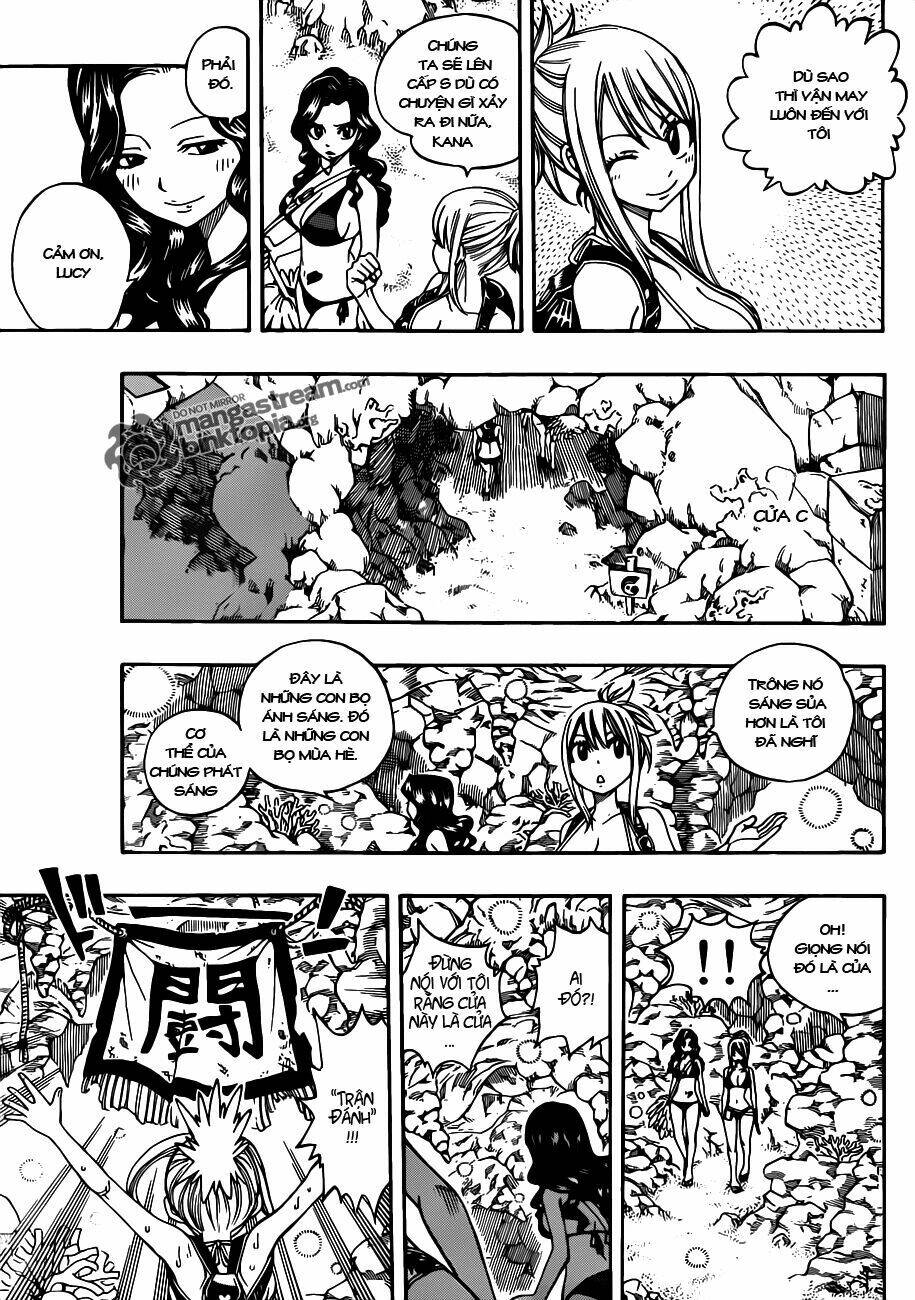 DÙ SAO
THÌ VẬN MAY
LUÔN ĐẾN VỚI
TÔI
CHÚNG
TA SẼ LÊN
CẤP S DÙ CÓ
CHUYỆN GÌ XẢY
RA ĐI NỮA,
KANA
PHẢI
ĐÓ.
CẢM ƠN,
LUCY
DO NOT MIRROR
mangastream.com
binktopia.org
CỬA C
C
TRÔNG NÓ
SÁNG SỦA
HƠN LÀ TÔI
ĐÃ NGHĨ
ĐÂY LÀ
NHỮNG CON BỌ
ÁNH SÁNG. ĐÓ
LÀ NHỮNG CON
BỌ MÙA HÈ.
CƠ
THỂ CỦA
CHÚNG PHÁT
SÁNG
OH!
GIỌNG NÓI
ĐÓ LÀ CỦA
...
!!
AI
ĐÓ?!
ĐỪNG
NÓI VỚI TÔI
RẰNG CỬA
NÀY LÀ CỬA
...
闘
"TRẬN
ĐÁNH"
!!!